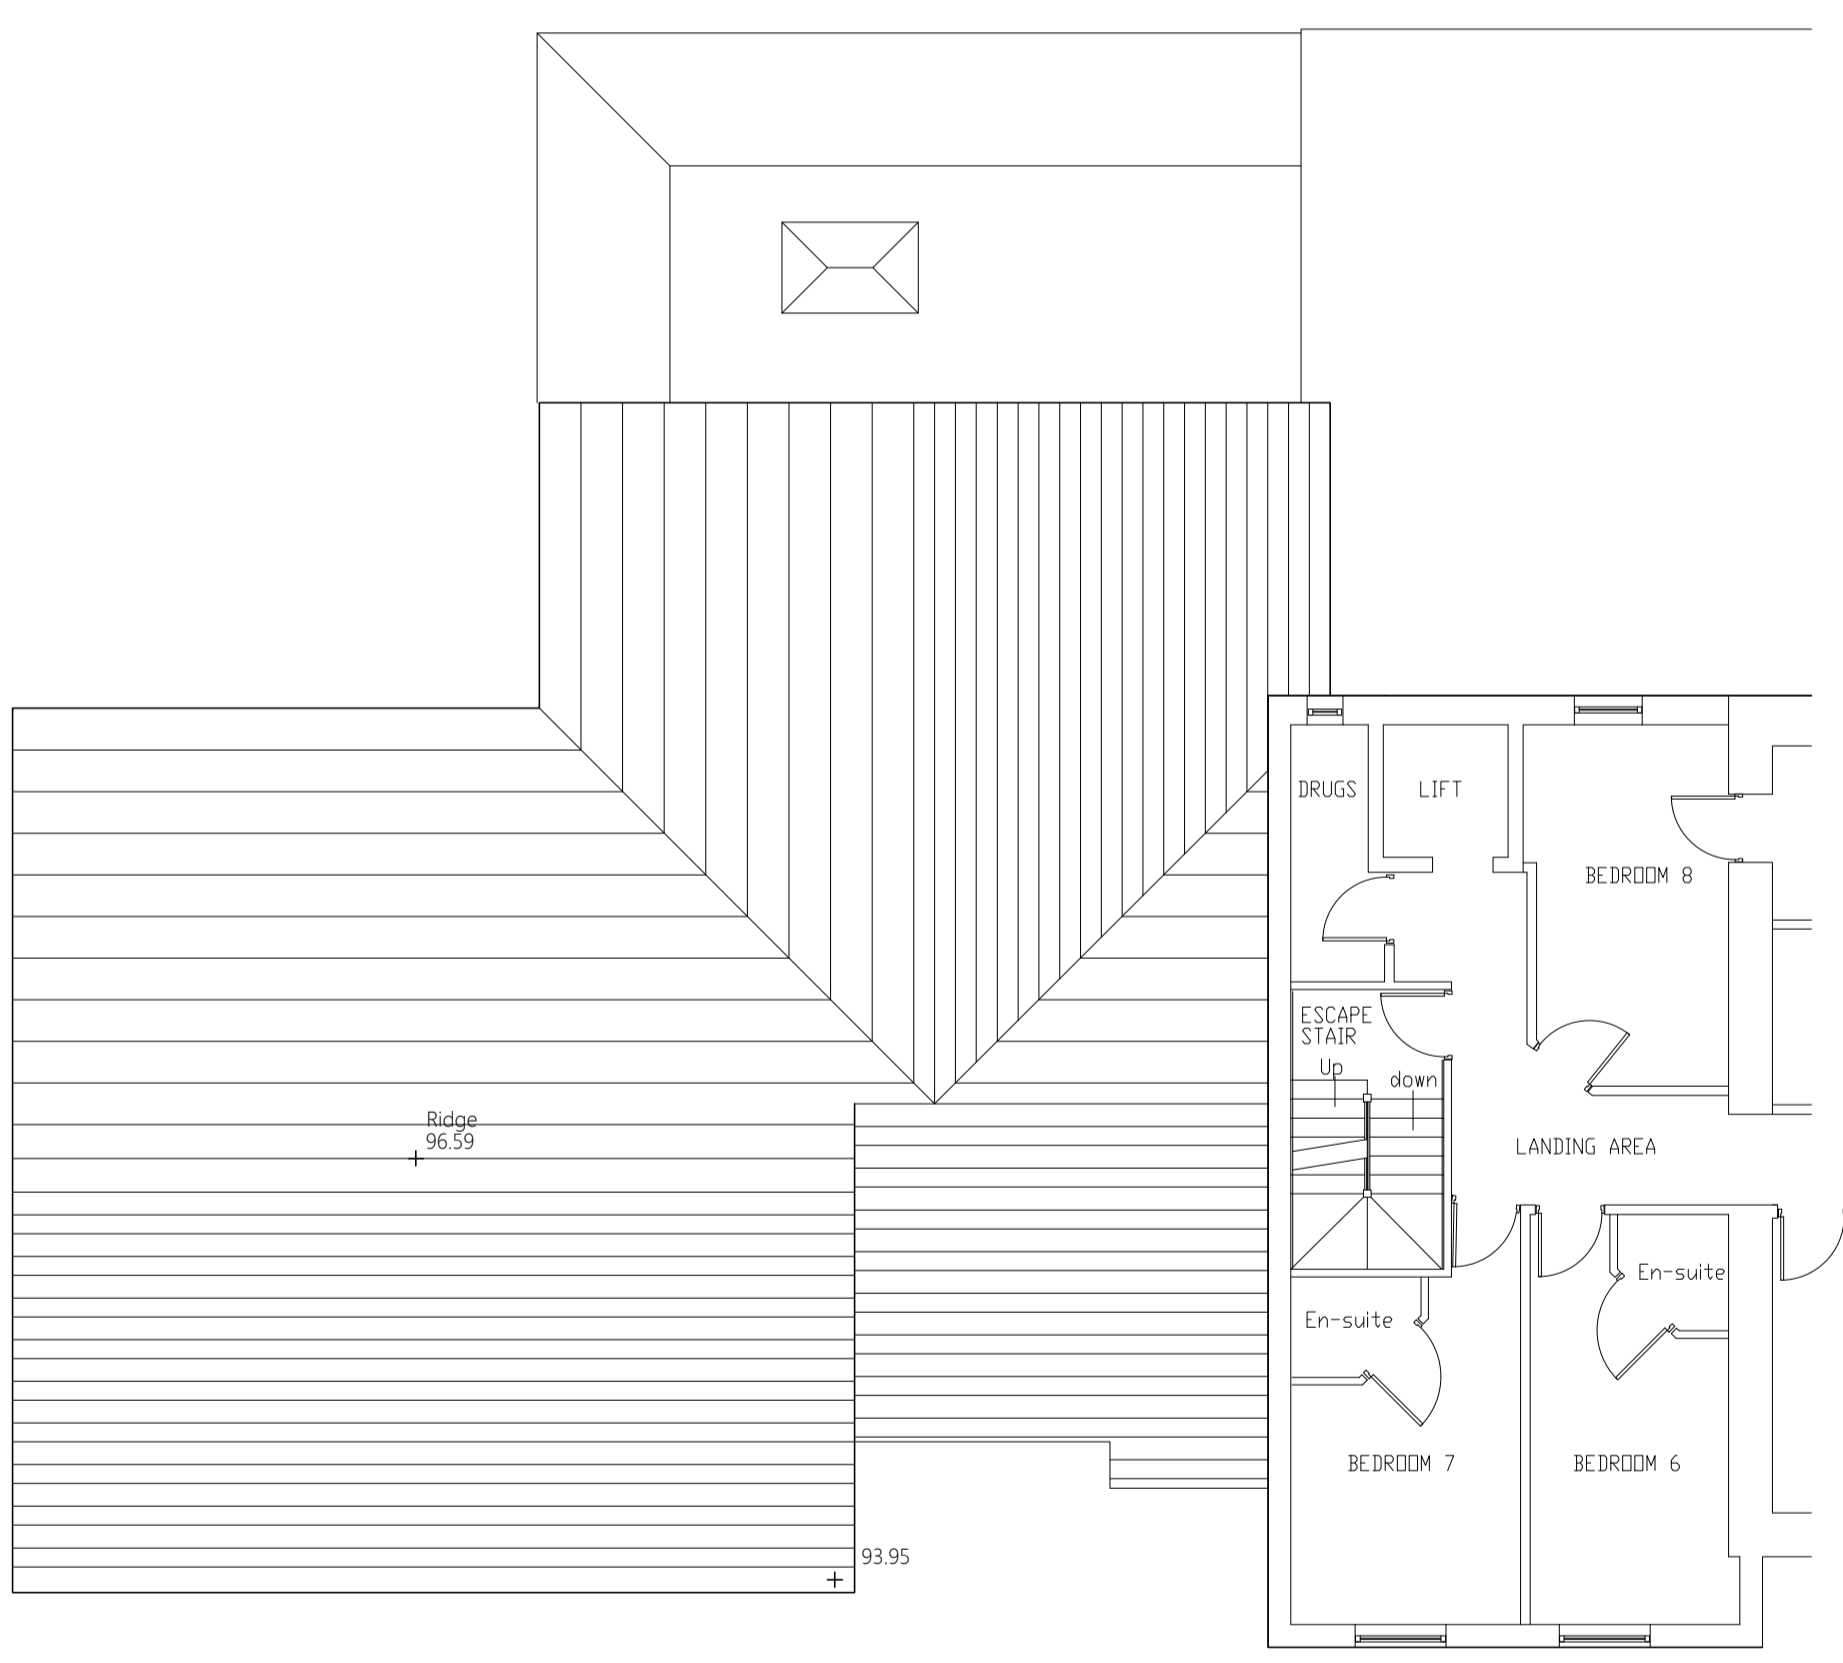 DRUGS
LIFT
BEDROOM 8
ESCAPE
STAIR
Up
down
Ridge
96.59
LANDING AREA
En-suite
En-suite
BEDROOM 7
BEDROOM 6
93.95